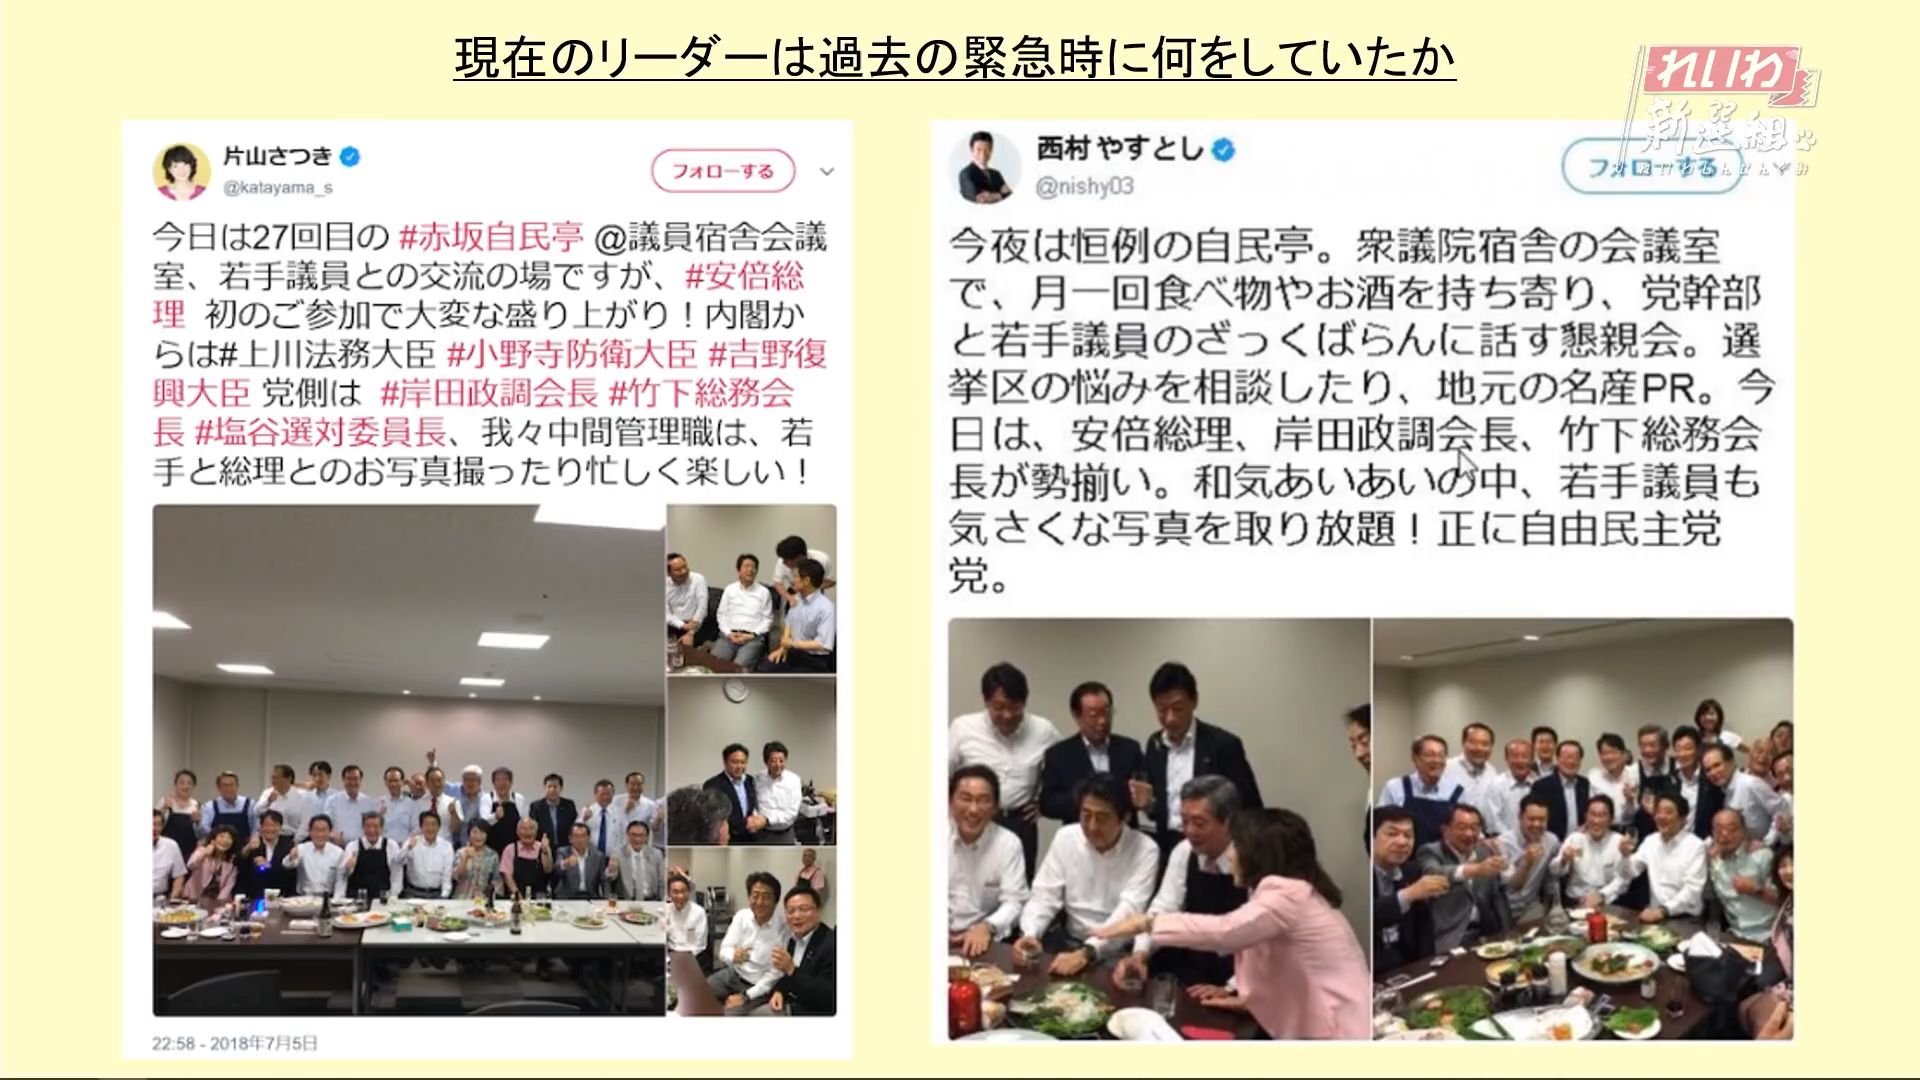 現在のリーダーは過去の緊急時に何をしていたか
れいわ
新選組
れいわしんせんぐみ
片山さつき
@katayama_s
フォローする
今日は27回目の #赤坂自民亭 @議員宿舎会議
室、若手議員との交流の場ですが、#安倍総
理 初のご参加で大変な盛り上がり！内閣か
らは#上川法務大臣 #小野寺防衛大臣 #吉野復
興大臣 党側は #岸田政調会長 #竹下総務会
長 #塩谷選対委員長、我々中間管理職は、若
手と総理とのお写真撮ったり忙しく楽しい！
22:58 - 2018年7月5日
西村 やすとし
@nishy03
フォローする
今夜は恒例の自民亭。衆議院宿舎の会議室
で、月一回食べ物やお酒を持ち寄り、党幹部
と若手議員のざっくばらんに話す懇親会。選
挙区の悩みを相談したり、地元の名産PR。今
日は、安倍総理、岸田政調会長、竹下総務会
長が勢揃い。和気あいあいの中、若手議員も
気さくな写真を取り放題！正に自由民主党
党。